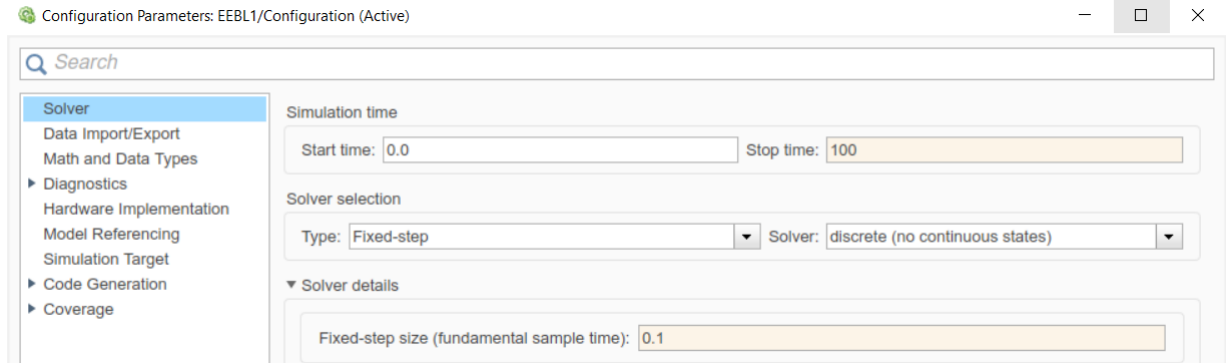 Configuration Parameters: EEBL1/Configuration (Active)
Search
Solver
Data Import/Export
Math and Data Types
Diagnostics
Hardware Implementation
Model Referencing
Simulation Target
Code Generation
Coverage
Simulation time
Start time: 0.0 Stop time: 100
Solver selection
Type: Fixed-step Solver: discrete (no continuous states)
Solver details
Fixed-step size (fundamental sample time): 0.1